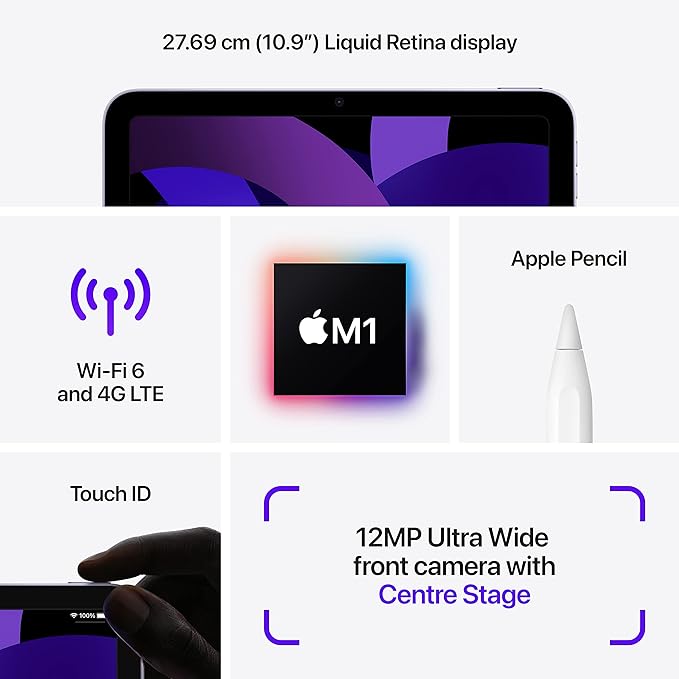 27.69 cm (10.9″) Liquid Retina display
Wi-Fi 6
and 4G LTE
M1
Apple Pencil
Touch ID
100%
12MP Ultra Wide
front camera with
Centre Stage